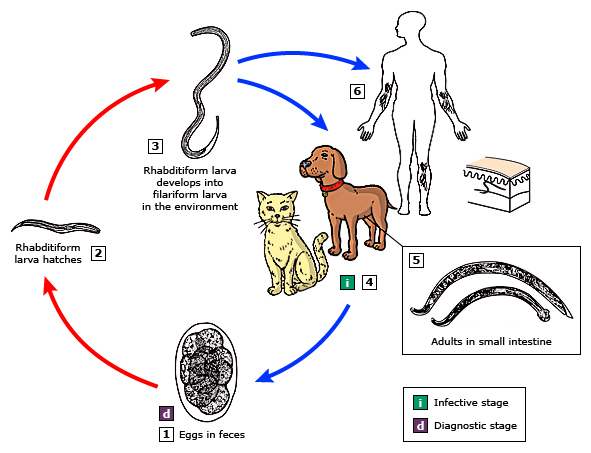 6
3
Rhabditiform larva
develops into
filariform larva
in the environment
Rhabditiform
larva hatches 2
i 4
5
Adults in small intestine
d
1 Eggs in feces
i Infective stage
d Diagnostic stage